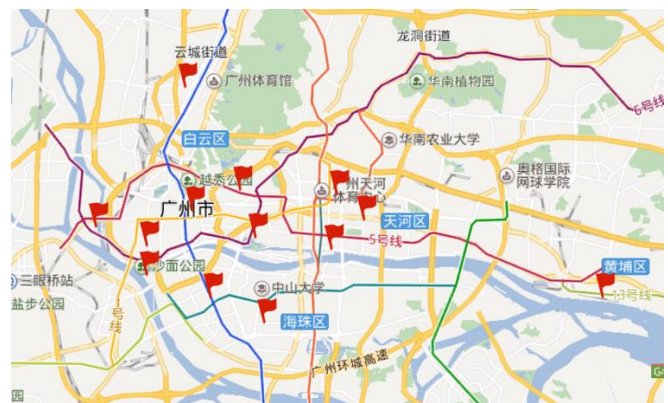 云城街道
龙洞街道
广州体育馆
华南植物园
6号线
白云区
华南农业大学
越秀公园
奥格国际
网球学院
州天河
体育中心
广州市
天河区
5号线
沙面公园
黄埔区
三眼桥站
中山大学
13号线
盐步公园
1号线
海珠区
广州环城高速
G4
园